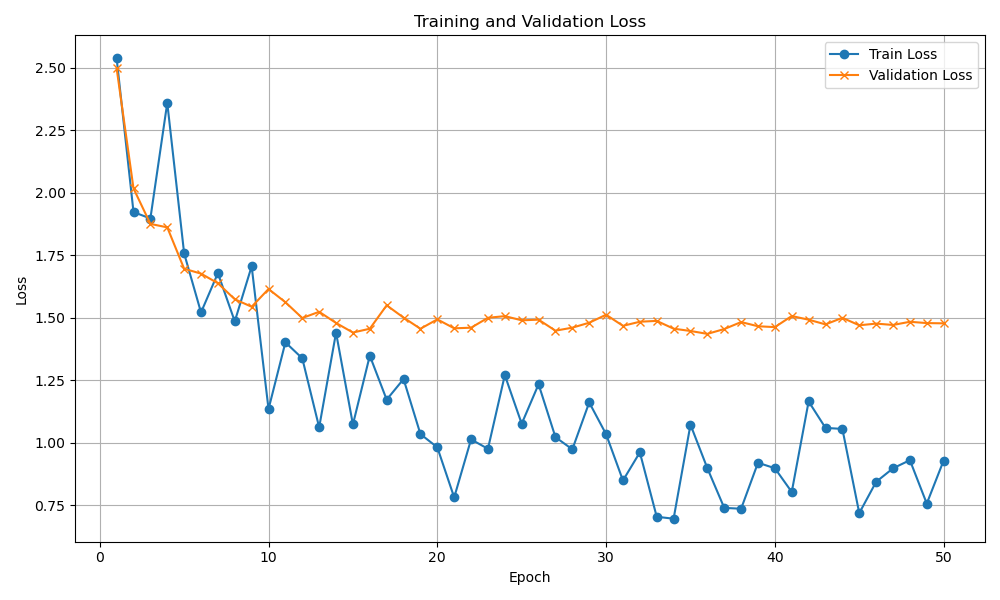 Training and Validation Loss
Train Loss
Validation Loss
Loss
2.50
2.25
2.00
1.75
1.50
1.25
1.00
0.75
0 10 20 30 40 50
Epoch